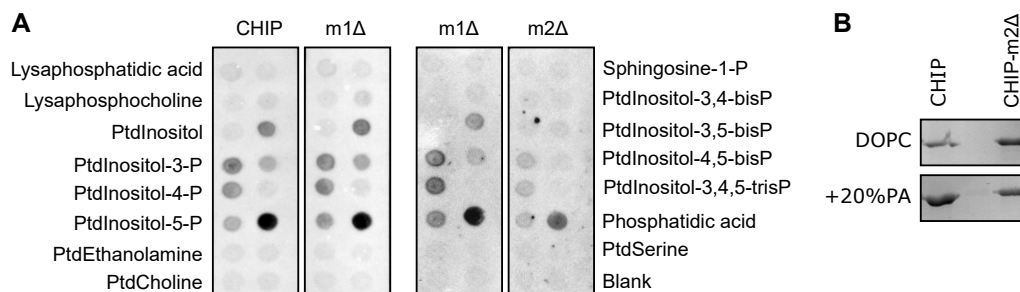 A
CHIP
m1Δ
m1Δ
m2Δ
Lysaphosphatidic acid
Lysaphosphocholine
PtdInositol
PtdInositol-3-P
PtdInositol-4-P
PtdInositol-5-P
PtdEthanolamine
PtdCholine
Sphingosine-1-P
PtdInositol-3,4-bisP
PtdInositol-3,5-bisP
PtdInositol-4,5-bisP
PtdInositol-3,4,5-trisP
Phosphatidic acid
PtdSerine
Blank
B
CHIP
CHIP-m2Δ
DOPC
+20%PA